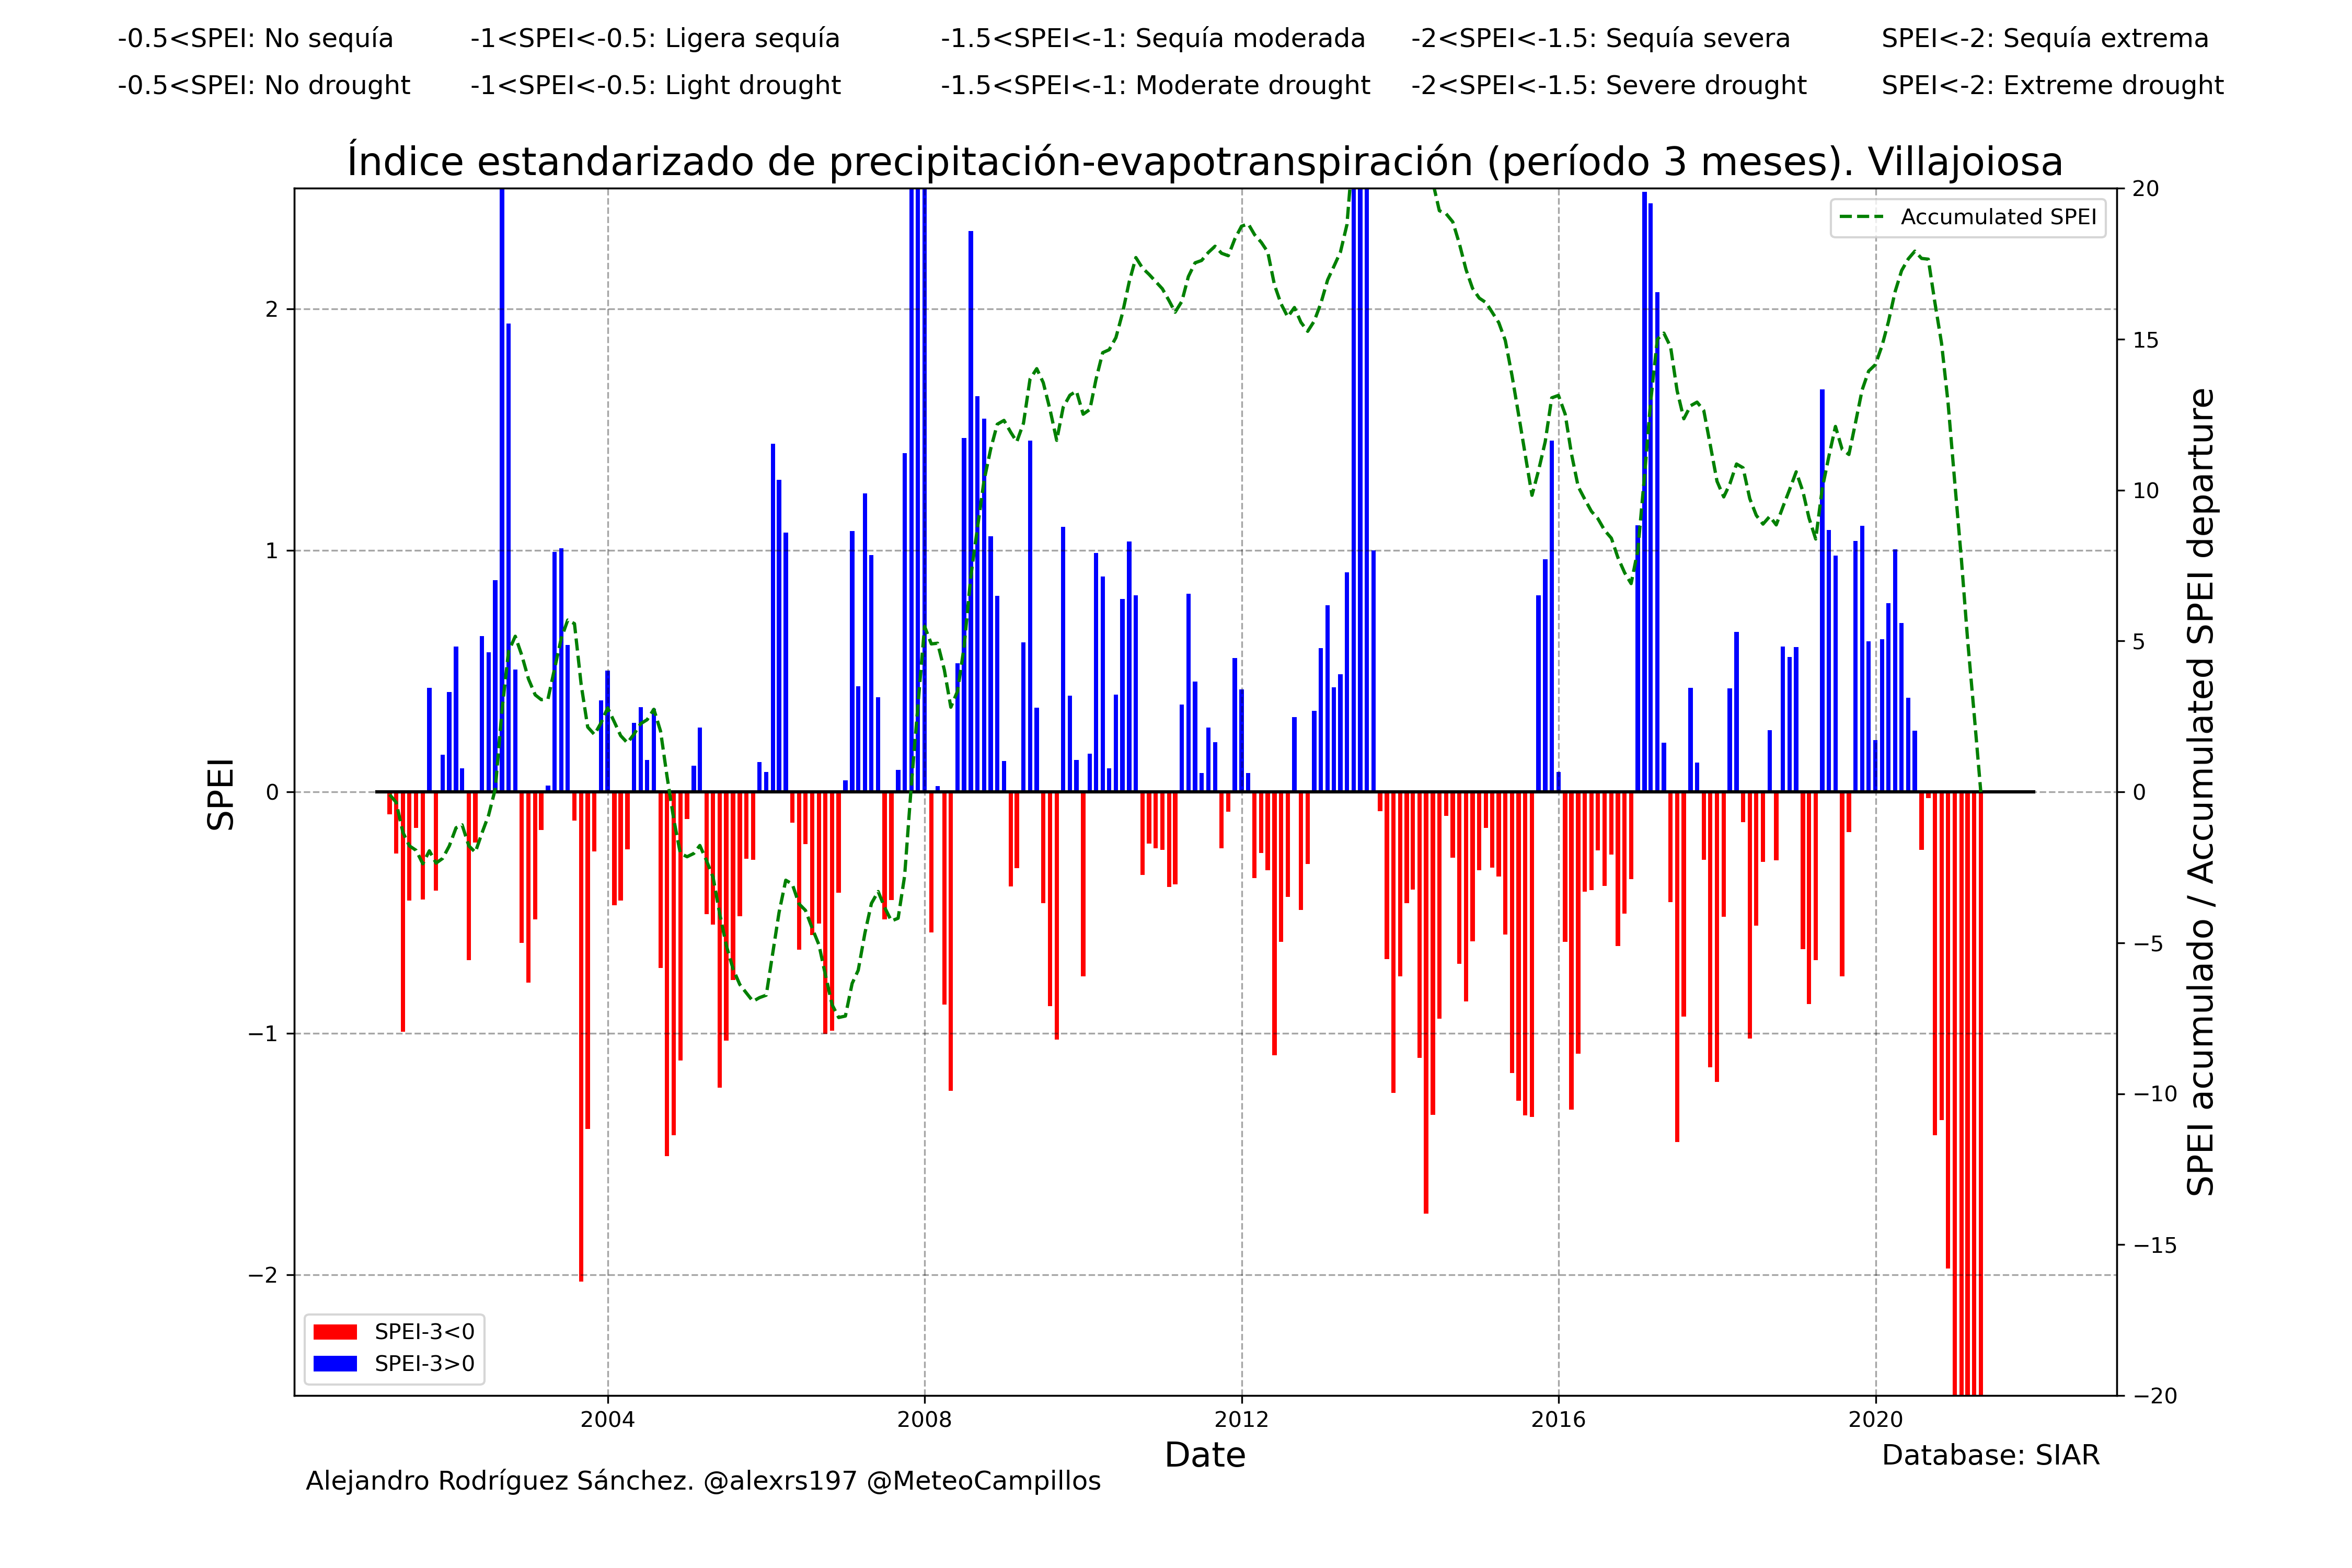 -0.5<SPEI: No sequía -1<SPEI<-0.5: Ligera sequía -1.5<SPEI<-1: Sequía moderada -2<SPEI<-1.5: Sequía severa SPEI<-2: Sequía extrema
-0.5<SPEI: No drought -1<SPEI<-0.5: Light drought -1.5<SPEI<-1: Moderate drought -2<SPEI<-1.5: Severe drought SPEI<-2: Extreme drought
Índice estandarizado de precipitación-evapotranspiración (período 3 meses). Villajoiosa
Accumulated SPEI
SPEI
2
1
0
−1
−2
SPEI-3<0
SPEI-3>0
20
15
10
5
0
−5
−10
−15
−20
SPEI acumulado / Accumulated SPEI departure
2004 2008 2012 2016 2020
Date
Database: SIAR
Alejandro Rodríguez Sánchez. @alexrs197 @MeteoCampillos